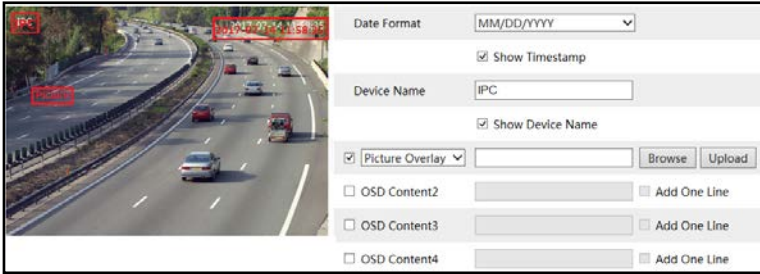 IPC
Date Format MM/DD/YYYY
Show Timestamp
Device Name IPC
Show Device Name
Picture Overlay Browse Upload
OSD Content2 Add One Line
OSD Content3 Add One Line
OSD Content4 Add One Line